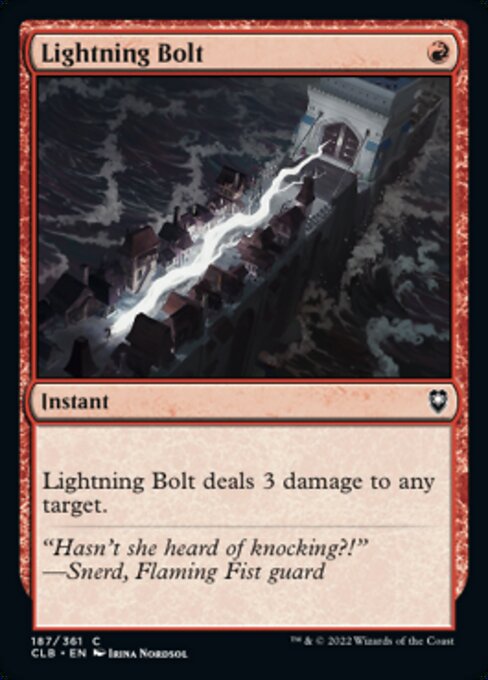 Lightning Bolt
Instant
Lightning Bolt deals 3 damage to any
target.
“Hasn’t she heard of knocking?!”
—Snerd, Flaming Fist guard
187/361 C
CLB • EN Irina Nordsol
™ & © 2022 Wizards of the Coast